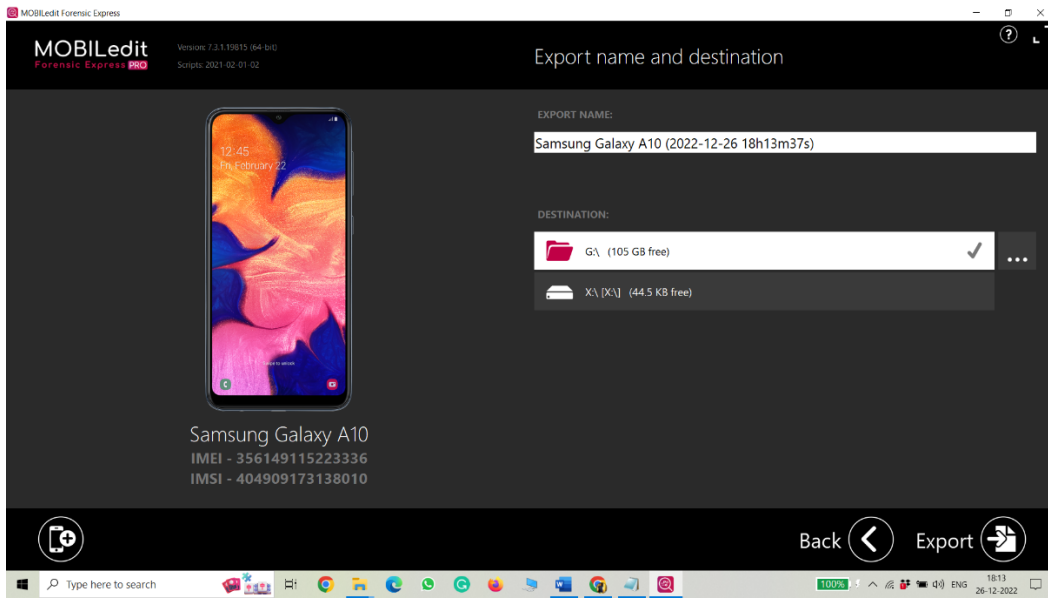 MOBILedit Forensic Express
MOBILedit
Forensic Express PRO
Version: 7.3.1.19815 (64-bit)
Scripts: 2021-02-01-02
Export name and destination
?
EXPORT NAME:
Samsung Galaxy A10 (2022-12-26 18h13m37s)
DESTINATION:
G:\ (105 GB free)
...
X:\ [X:\] (44.5 KB free)
12:45
Fri, February 22
Samsung Galaxy A10
IMEI - 356149115223336
IMSI - 404909173138010
Back
Export
Type here to search
100%
ENG
18:13
26-12-2022